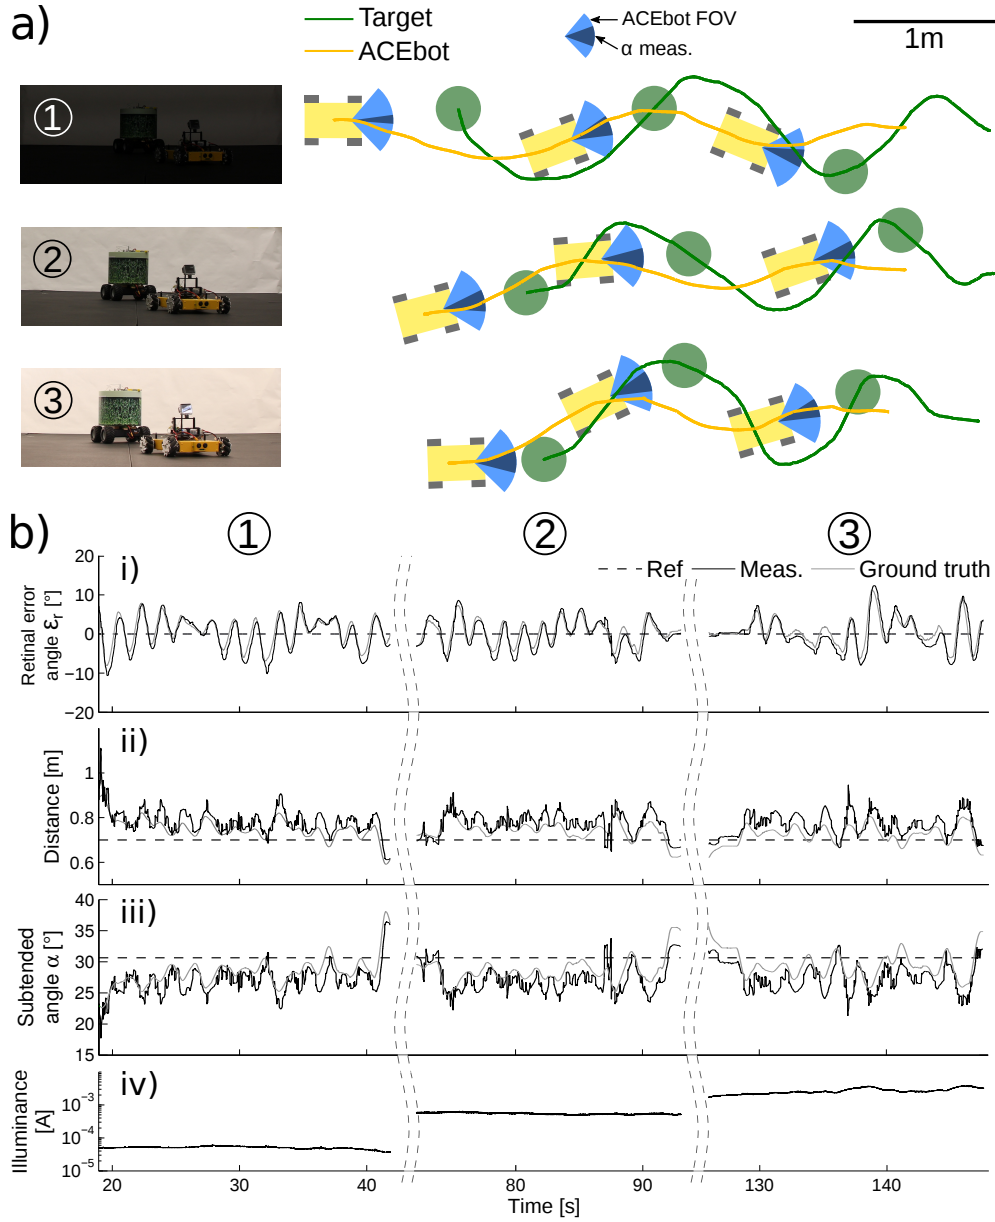 a)
Target
ACEbot
ACEbot FOV
α meas.
1m
1
2
3
b)
1
2
3
i)
Ref
Meas.
Ground truth
Retinal error
angle εr [°]
20
10
0
−10
−20
ii)
Distance [m]
1
0.8
0.6
iii)
Subtended
angle α [°]
40
35
30
25
20
15
iv)
Illuminance
[A]
10−3
10−4
10−5
20
30
40
80
90
130
140
Time [s]